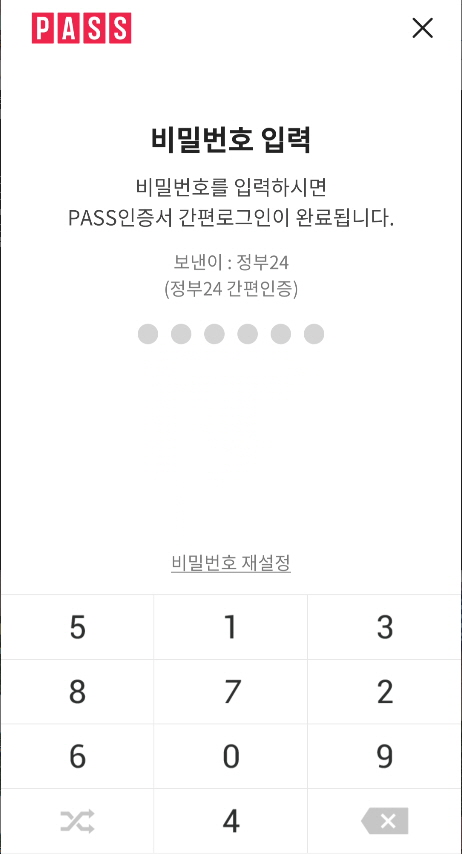 PASS
비밀번호 입력
비밀번호를 입력하시면
PASS인증서 간편로그인이 완료됩니다.
보낸이 : 정부24
(정부24 간편인증)
비밀번호 재설정
5 1 3
8 7 2
6 0 9
4